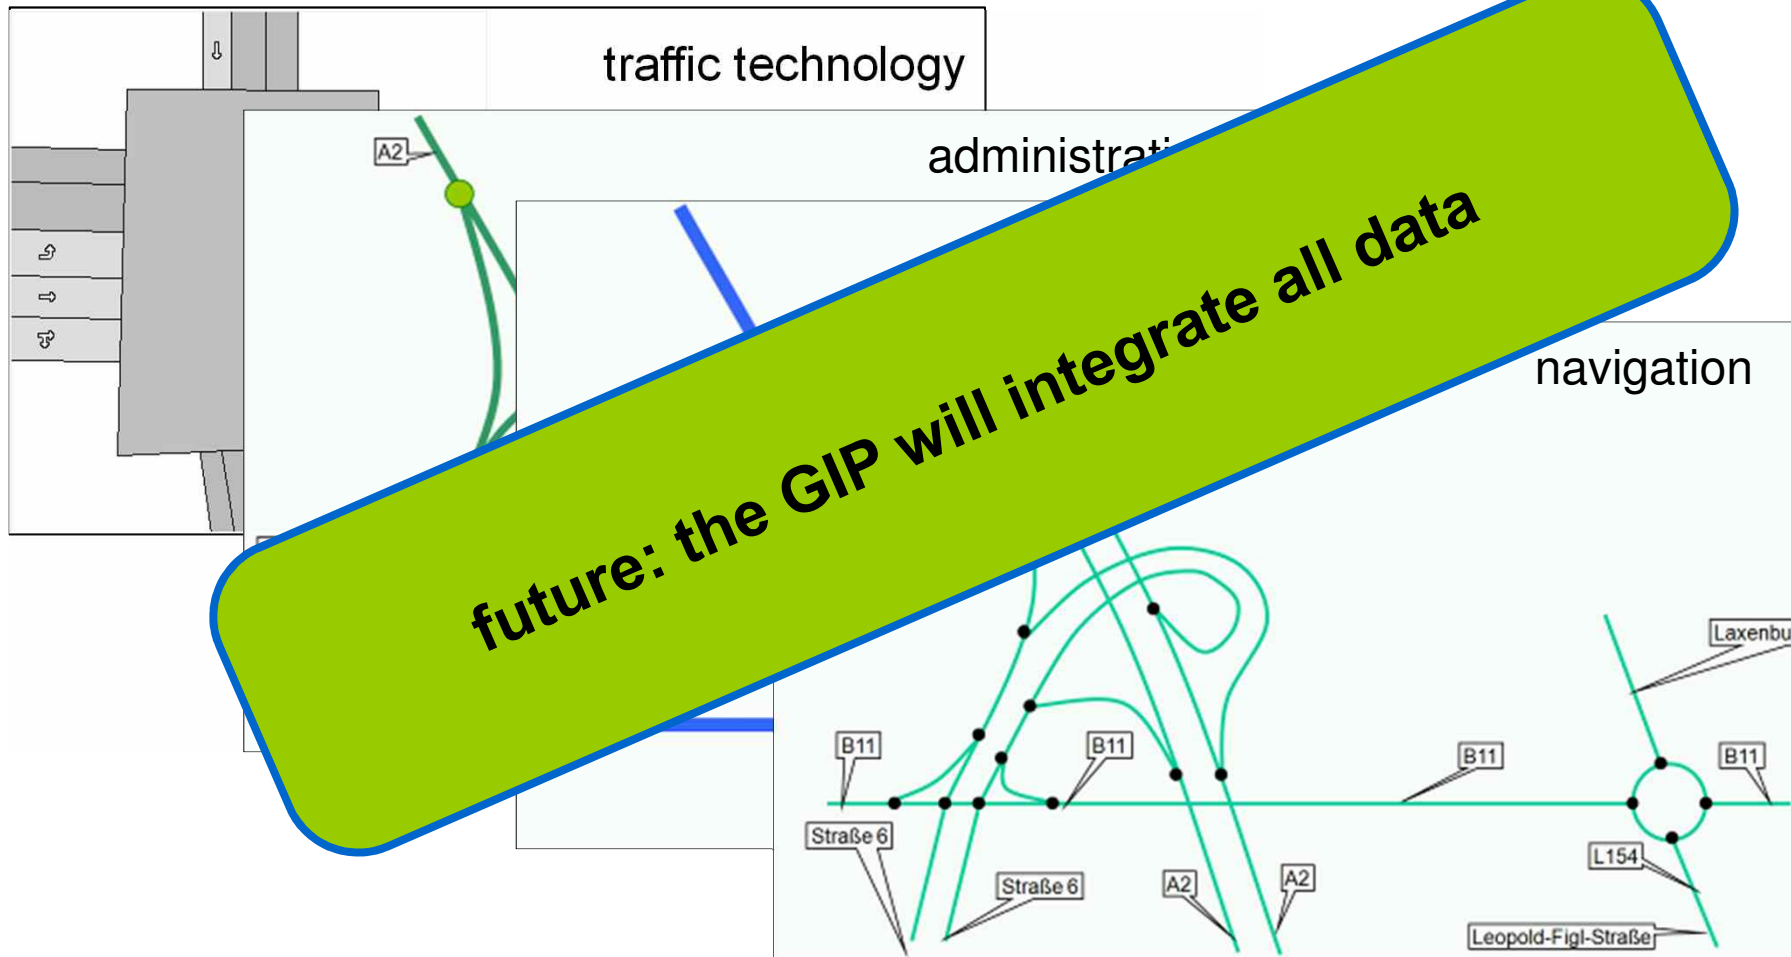 traffic technology
A2
administrati
future: the GIP will integrate all data
navigation
Laxenbu
B11
B11
B11
B11
Straße 6
Straße 6
A2
A2
L154
Leopold-Figl-Straße